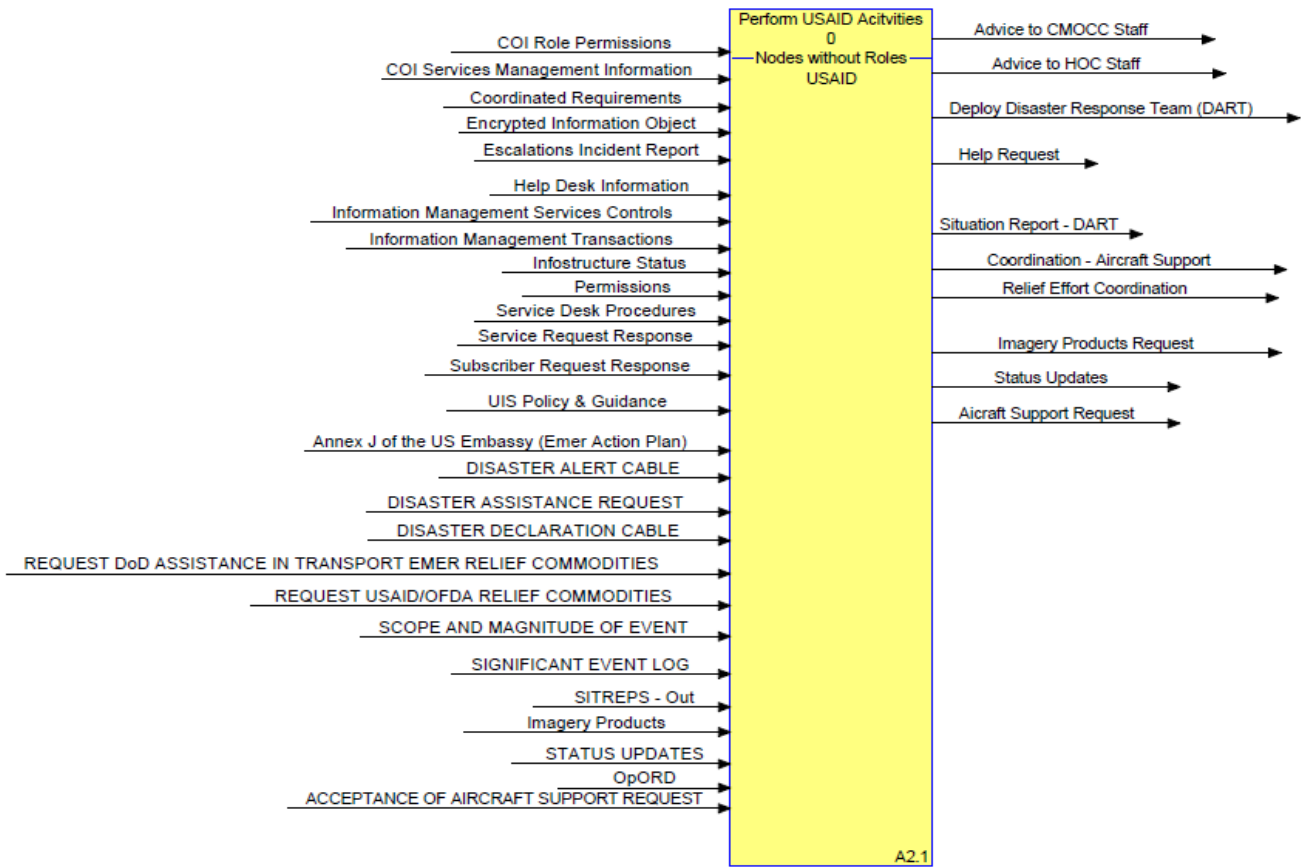 Perform USAID Acitvities
0
Nodes without Roles
USAID
COI Role Permissions
COI Services Management Information
Coordinated Requirements
Encrypted Information Object
Escalations Incident Report
Help Desk Information
Information Management Services Controls
Information Management Transactions
Infostructure Status
Permissions
Service Desk Procedures
Service Request Response
Subscriber Request Response
UIS Policy & Guidance
Annex J of the US Embassy (Emer Action Plan)
DISASTER ALERT CABLE
DISASTER ASSISTANCE REQUEST
DISASTER DECLARATION CABLE
REQUEST DoD ASSISTANCE IN TRANSPORT EMER RELIEF COMMODITIES
REQUEST USAID/OFDA RELIEF COMMODITIES
SCOPE AND MAGNITUDE OF EVENT
SIGNIFICANT EVENT LOG
SITREPS - Out
Imagery Products
STATUS UPDATES
OpORD
ACCEPTANCE OF AIRCRAFT SUPPORT REQUEST
Advice to CMOCC Staff
Advice to HOC Staff
Deploy Disaster Response Team (DART)
Help Request
Situation Report - DART
Coordination - Aircraft Support
Relief Effort Coordination
Imagery Products Request
Status Updates
Aicraft Support Request
A2.1